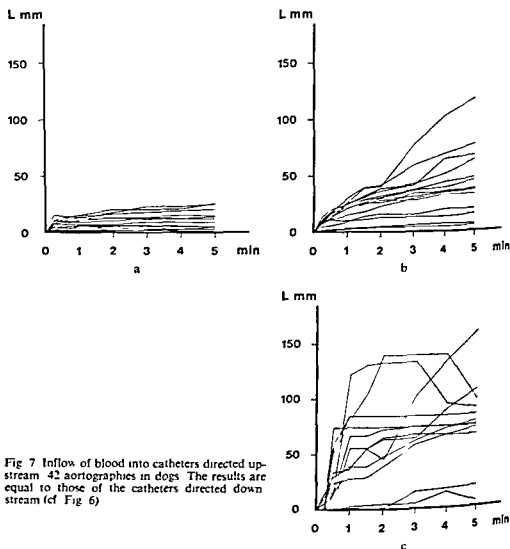 L mm
150
100
50
0
0 1 2 3 4 5 min
a
L mm
150
100
50
0
0 1 2 3 4 5 min
b
L mm
150
100
50
0
0 1 2 3 4 5 min
c
Fig 7 Inflow of blood into catheters directed up-
stream 42 aortographies in dogs The results are
equal to those of the catheters directed down
stream (cf Fig 6)